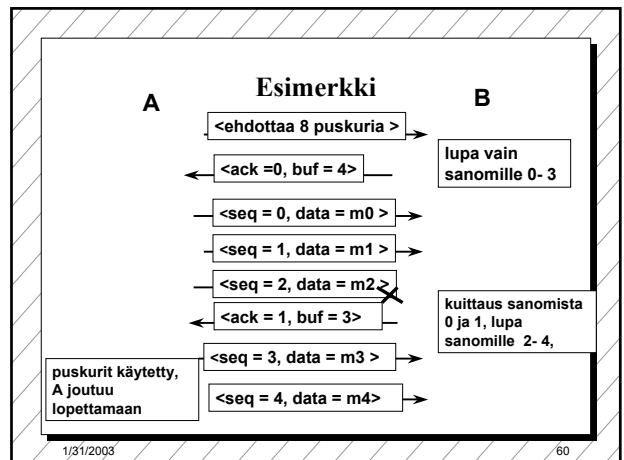 Esimerkki
A
B
<ehdottaa 8 puskuria >
lupa vain
sanomille 0- 3
<ack =0, buf = 4>
<seq = 0, data = m0 >
<seq = 1, data = m1 >
<seq = 2, data = m2 >
kuittaus sanomista
0 ja 1, lupa
sanomille 2- 4,
<ack = 1, buf = 3>
<seq = 3, data = m3 >
puskurit käytetty,
A joutuu
lopettamaan
<seq = 4, data = m4>
1/31/2003
60